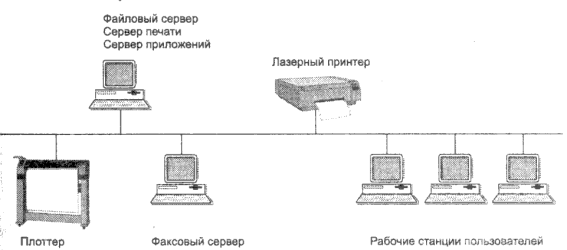 Файловый сервер
Сервер печати
Сервер приложений
Лазерный принтер
Плоттер
Факсовый сервер
Рабочие станции пользователей